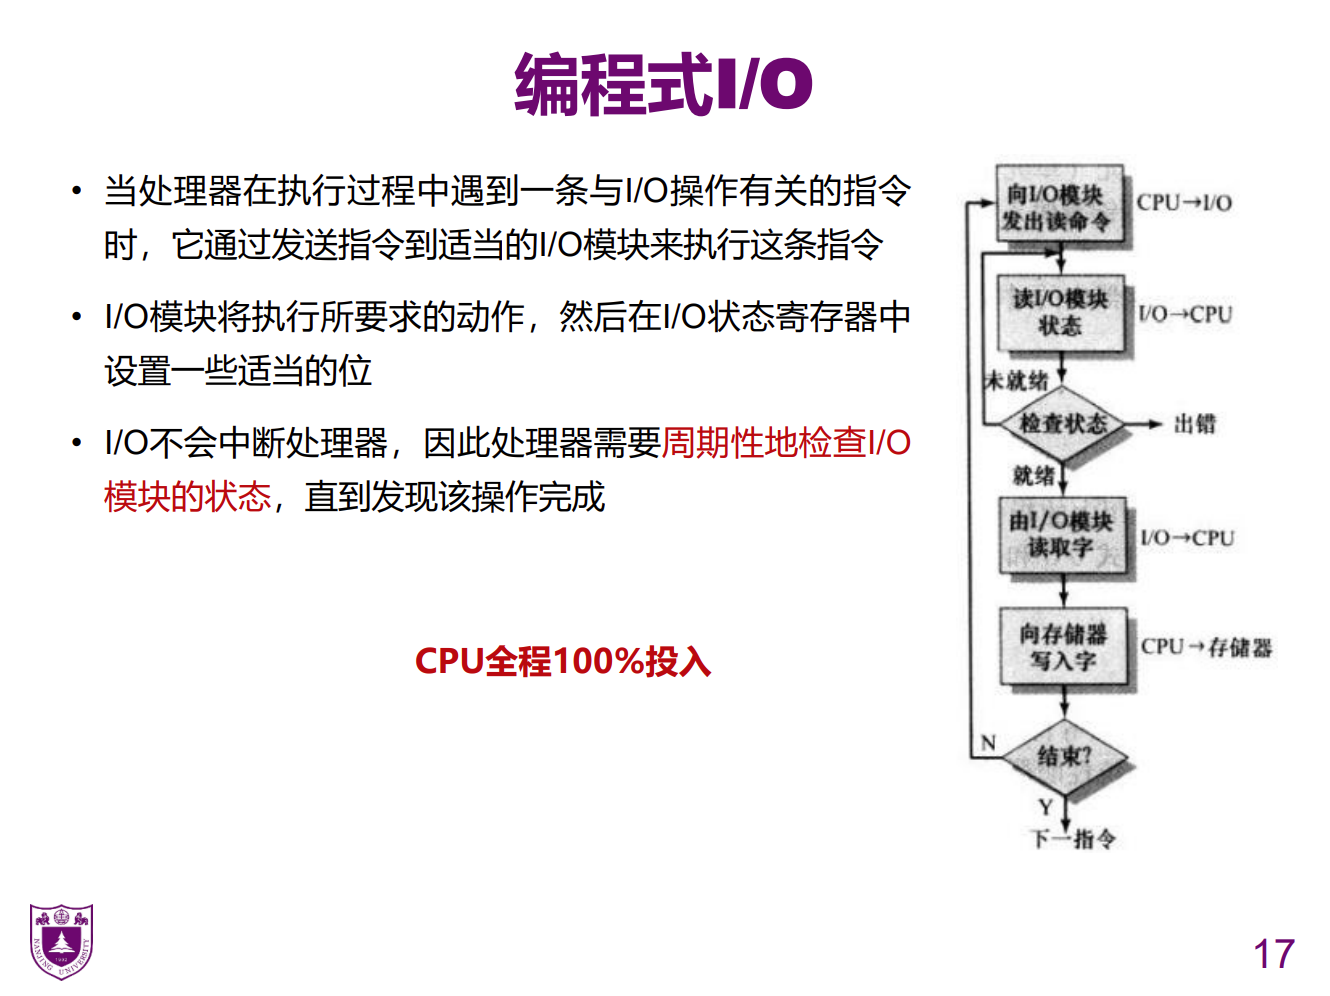 编程式I/O
• 当处理器在执行过程中遇到一条与I/O操作有关的指令
时，它通过发送指令到适当的I/O模块来执行这条指令
• I/O模块将执行所要求的动作，然后在I/O状态寄存器中
设置一些适当的位
• I/O不会中断处理器，因此处理器需要周期性地检查I/O
模块的状态，直到发现该操作完成
CPU全程100%投入
向I/O模块
发出读命令
CPU→I/O
读I/O模块
状态
I/O→CPU
未就绪
检查状态
出错
就绪
由I/O模块
读取字
I/O→CPU
向存储器
写入字
CPU→存储器
结束?
N
Y
下一指令
NANJING UNIVERSITY
1902
17